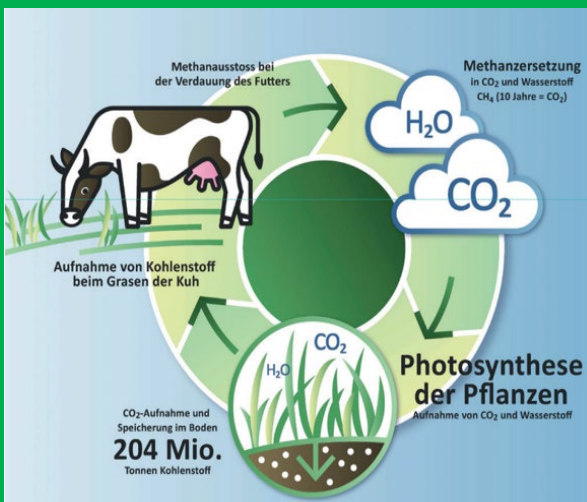 Methanausstoss bei
der Verdauung des Futters
Methanzersetzung
in CO₂ und Wasserstoff
CH₄ (10 Jahre = CO₂)
H₂O
CO₂
Aufnahme von Kohlenstoff
beim Grasen der Kuh
Photosynthese
der Pflanzen
Aufnahme von CO₂ und Wasserstoff
CO₂
H₂O
CO₂-Aufnahme und
Speicherung im Boden
204 Mio.
Tonnen Kohlenstoff